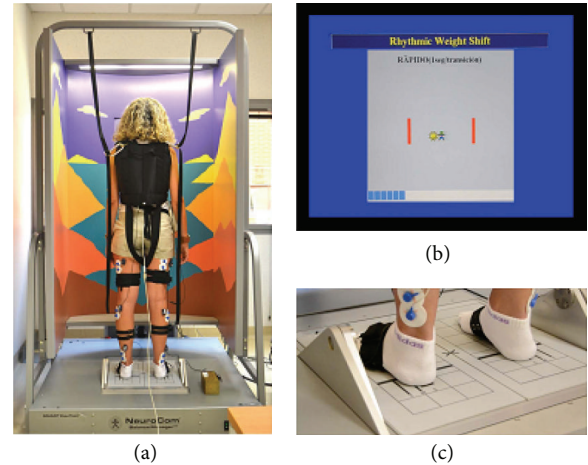 NeuroCom
(a)
Rhythmic Weight Shift
RÁPIDO(1seg/transición)
(b)
(c)